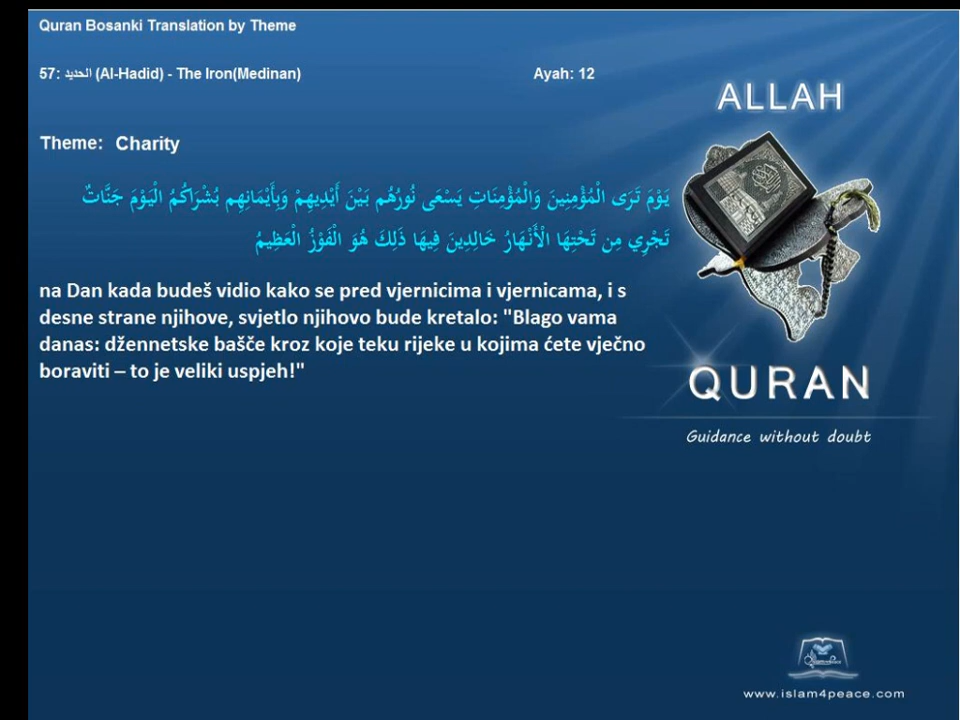 Quran Bosanki Translation by Theme
57: الحديد (Al-Hadid) - The Iron(Medinan)
Ayah: 12
Theme: Charity
يَوْمَ تَرَى الْمُؤْمِنِينَ وَالْمُؤْمِنَاتِ يَسْعَى نُورُهُم بَيْنَ أَيْدِيهِمْ وَبِأَيْمَانِهِم بُشْرَاكُمُ الْيَوْمَ جَنَّاتٌ
تَجْرِي مِن تَحْتِهَا الْأَنْهَارُ خَالِدِينَ فِيهَا ذَلِكَ هُوَ الْفَوْزُ الْعَظِيمُ
na Dan kada budeš vidio kako se pred vjernicima i vjernicama, i s
desne strane njihove, svjetlo njihovo bude kretalo: "Blago vama
danas: džennetske bašče kroz koje teku rijeke u kojima ćete vječno
boraviti – to je veliki uspjeh!"
ALLAH
QURAN
Guidance without doubt
www.islam4peace.com